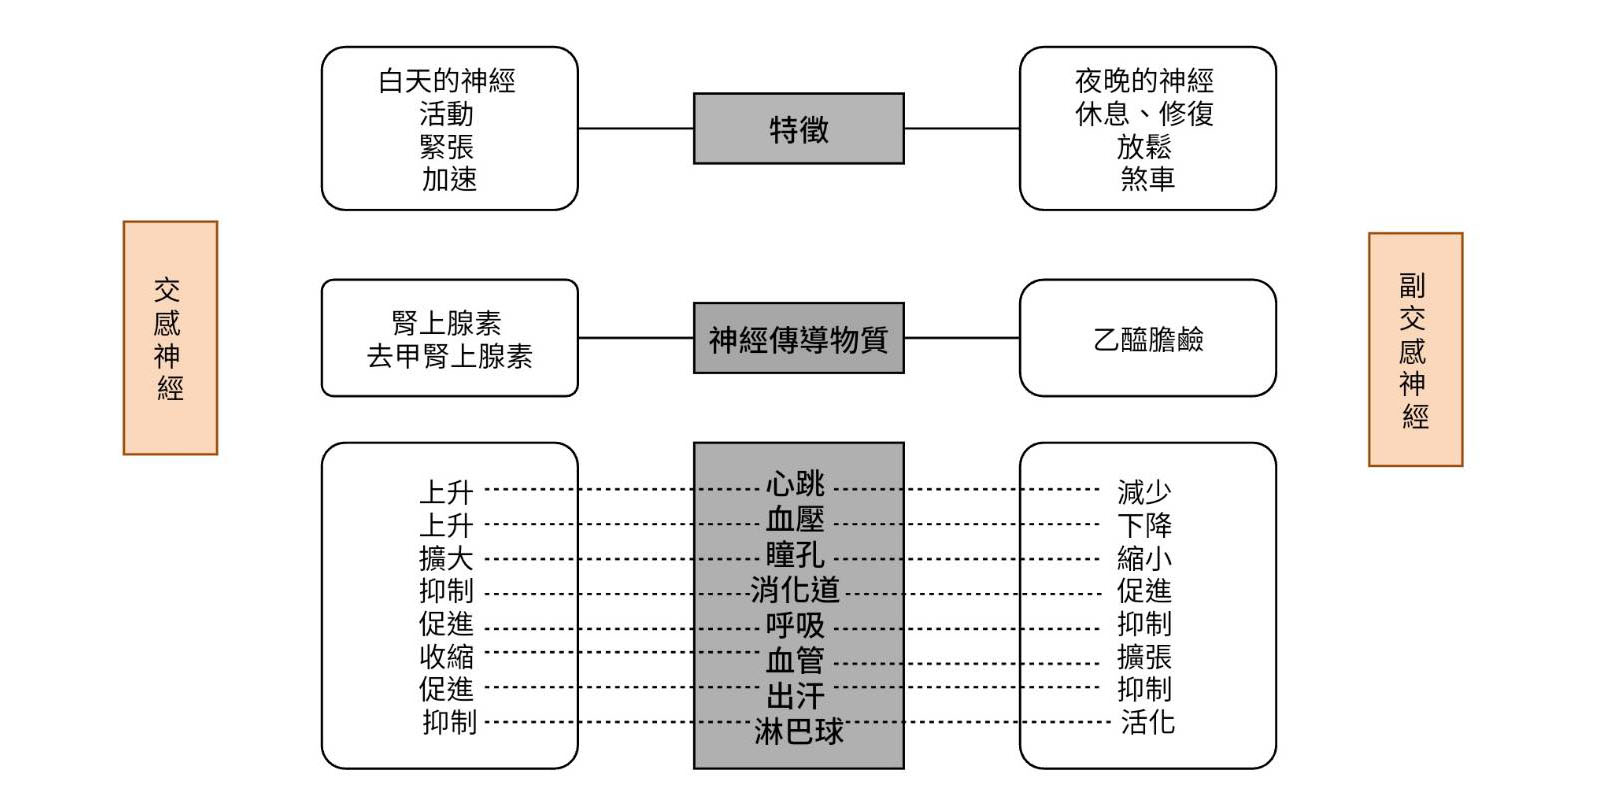 交
感
神
經
白天的神經
活動
緊張
加速
特徵
夜晚的神經
休息、修復
放鬆
煞車
腎上腺素
去甲腎上腺素
神經傳導物質
乙醯膽鹼
上升
上升
擴大
抑制
促進
收縮
促進
抑制
心跳
血壓
瞳孔
消化道
呼吸
血管
出汗
淋巴球
減少
下降
縮小
促進
抑制
擴張
抑制
活化
副
交
感
神
經